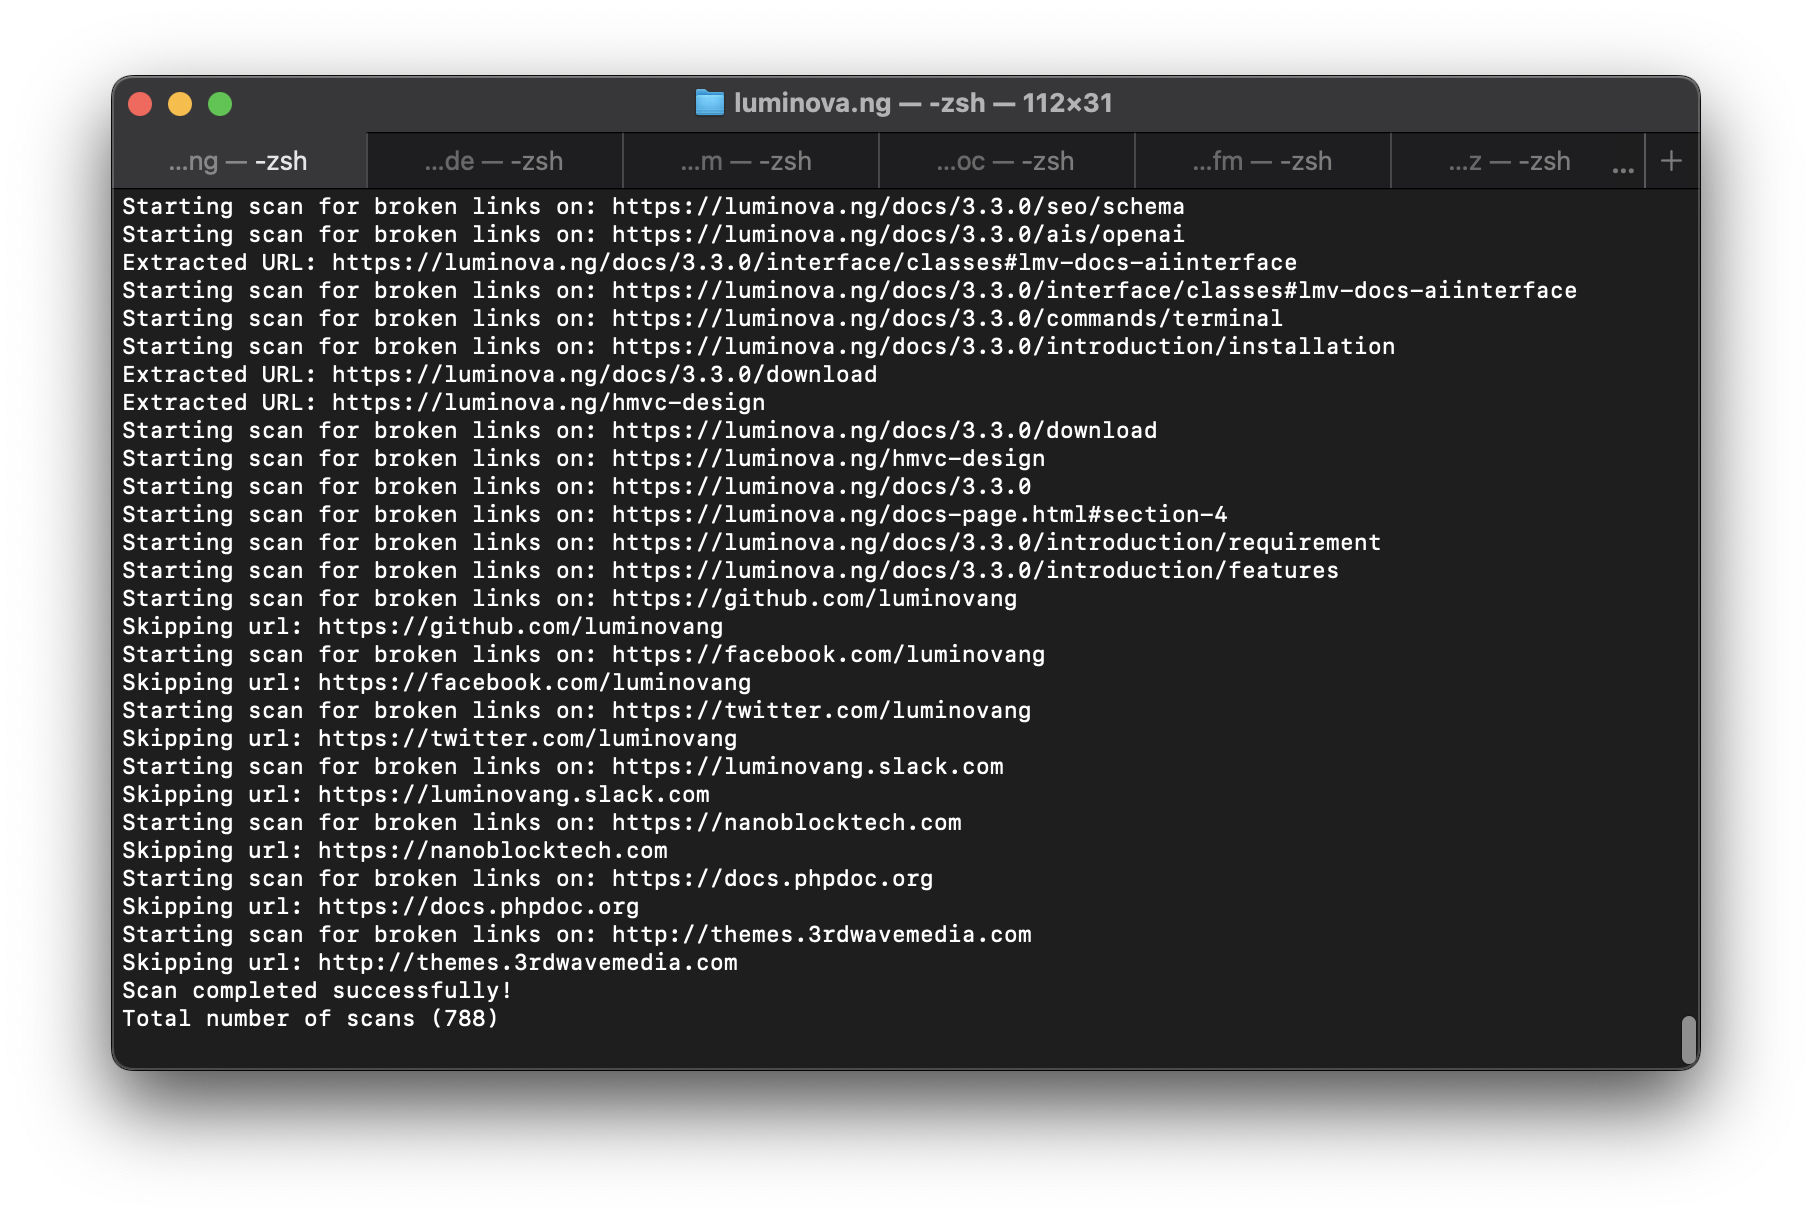 luminova.ng — -zsh — 112×31
...ng — -zsh ...de — -zsh ...m — -zsh ...oc — -zsh ...fm — -zsh ...z — -zsh ... +
Starting scan for broken links on: https://luminova.ng/docs/3.3.0/seo/schema
Starting scan for broken links on: https://luminova.ng/docs/3.3.0/ais/openai
Extracted URL: https://luminova.ng/docs/3.3.0/interface/classes#lmv-docs-aiinterface
Starting scan for broken links on: https://luminova.ng/docs/3.3.0/interface/classes#lmv-docs-aiinterface
Starting scan for broken links on: https://luminova.ng/docs/3.3.0/commands/terminal
Starting scan for broken links on: https://luminova.ng/docs/3.3.0/introduction/installation
Extracted URL: https://luminova.ng/docs/3.3.0/download
Extracted URL: https://luminova.ng/hmvc-design
Starting scan for broken links on: https://luminova.ng/docs/3.3.0/download
Starting scan for broken links on: https://luminova.ng/hmvc-design
Starting scan for broken links on: https://luminova.ng/docs/3.3.0
Starting scan for broken links on: https://luminova.ng/docs-page.html#section-4
Starting scan for broken links on: https://luminova.ng/docs/3.3.0/introduction/requirement
Starting scan for broken links on: https://luminova.ng/docs/3.3.0/introduction/features
Starting scan for broken links on: https://github.com/luminovang
Skipping url: https://github.com/luminovang
Starting scan for broken links on: https://facebook.com/luminovang
Skipping url: https://facebook.com/luminovang
Starting scan for broken links on: https://twitter.com/luminovang
Skipping url: https://twitter.com/luminovang
Starting scan for broken links on: https://luminovang.slack.com
Skipping url: https://luminovang.slack.com
Starting scan for broken links on: https://nanoblocktech.com
Skipping url: https://nanoblocktech.com
Starting scan for broken links on: https://docs.phpdoc.org
Skipping url: https://docs.phpdoc.org
Starting scan for broken links on: http://themes.3rdwavemedia.com
Skipping url: http://themes.3rdwavemedia.com
Scan completed successfully!
Total number of scans (788)